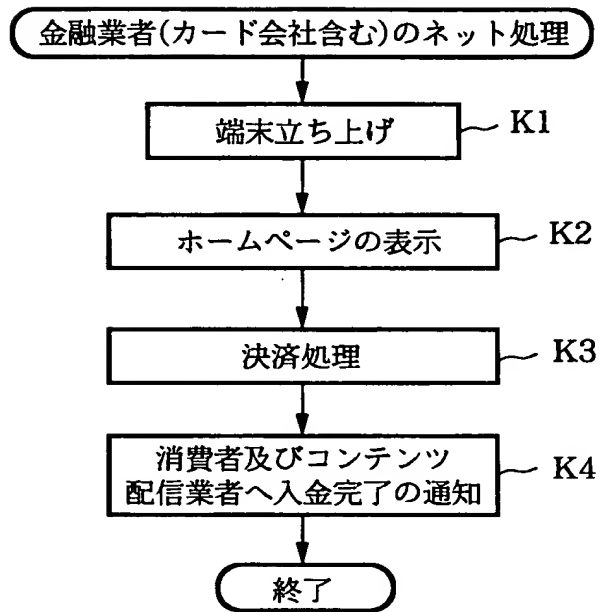 金融業者(カード会社含む)のネット処理
端末立ち上げ
K1
ホームページの表示
K2
決済処理
K3
消費者及びコンテンツ
配信業者へ入金完了の通知
K4
終了